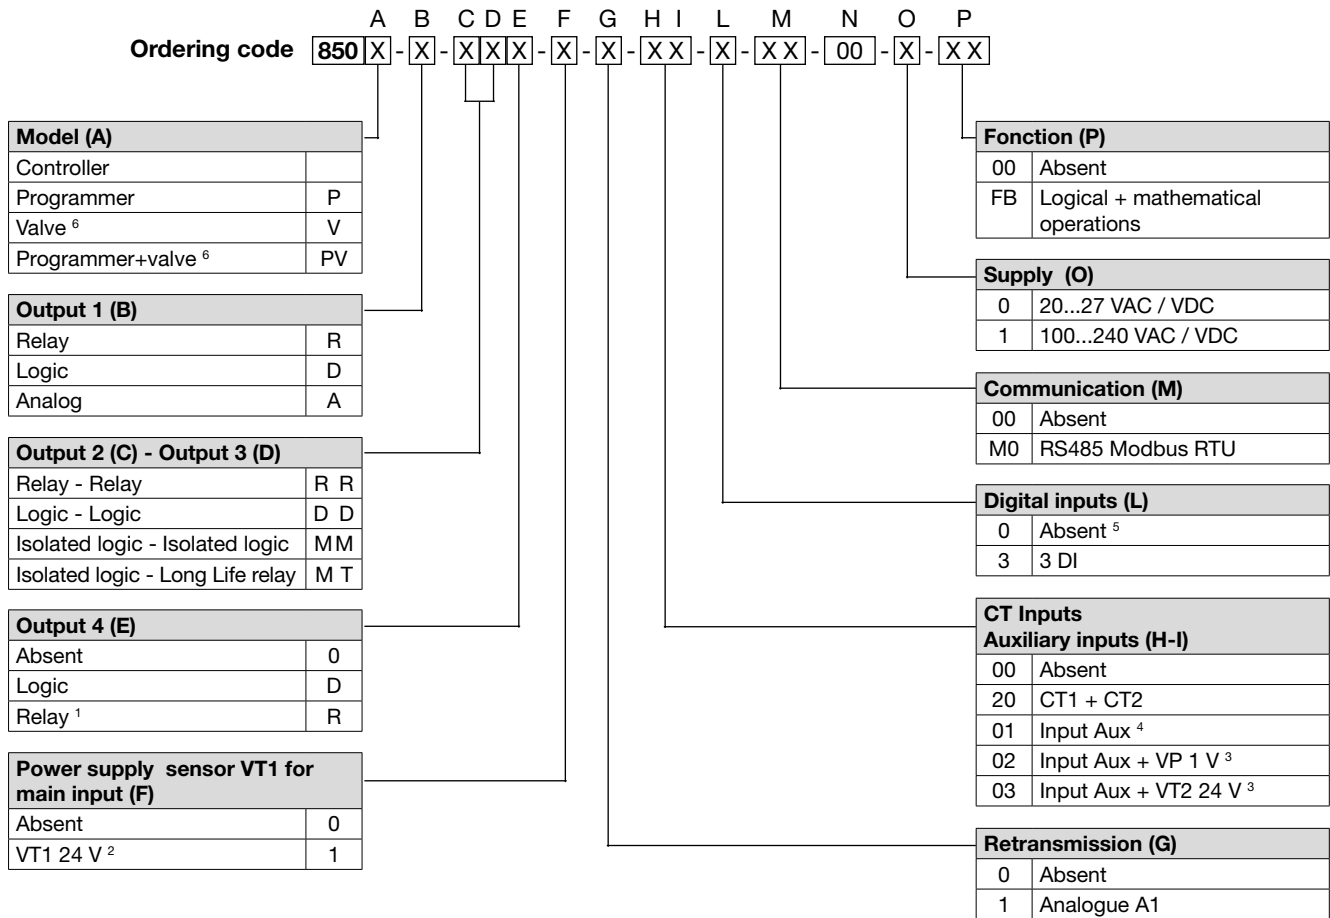 A B C D E F G H I L M N O P
Ordering code 850 X - X - X X X - X - X - X X - X - X X - 00 - X - X X
Model (A)
Controller
Programmer P
Valve 6 V
Programmer+valve 6 PV
Output 1 (B)
Relay R
Logic D
Analog A
Output 2 (C) - Output 3 (D)
Relay - Relay R R
Logic - Logic D D
Isolated logic - Isolated logic M M
Isolated logic - Long Life relay M T
Output 4 (E)
Absent 0
Logic D
Relay 1 R
Power supply sensor VT1 for
main input (F)
Absent 0
VT1 24 V 2 1
Fonction (P)
00 Absent
FB Logical + mathematical
operations
Supply (O)
0 20...27 VAC / VDC
1 100...240 VAC / VDC
Communication (M)
00 Absent
M0 RS485 Modbus RTU
Digital inputs (L)
0 Absent 5
3 3 DI
CT Inputs
Auxiliary inputs (H-I)
00 Absent
20 CT1 + CT2
01 Input Aux 4
02 Input Aux + VP 1 V 3
03 Input Aux + VT2 24 V 3
Retransmission (G)
0 Absent
1 Analogue A1